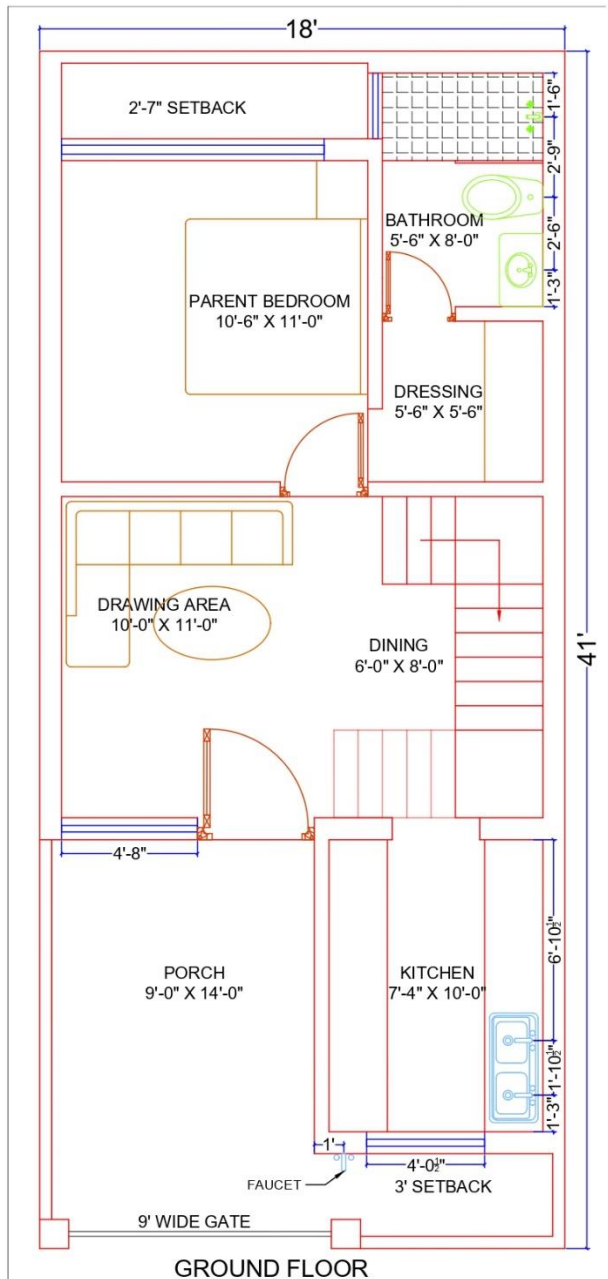 18'
2'-7" SETBACK
1'-6"
2'-9"
BATHROOM
5'-6" X 8'-0"
2'-6"
1'-3"
PARENT BEDROOM
10'-6" X 11'-0"
DRESSING
5'-6" X 5'-6"
DRAWING AREA
10'-0" X 11'-0"
DINING
6'-0" X 8'-0"
41'
4'-8"
6'-10½"
PORCH
9'-0" X 14'-0"
KITCHEN
7'-4" X 10'-0"
1'-10½"
1'-3"
1'
4'-0½"
FAUCET
3' SETBACK
9' WIDE GATE
GROUND FLOOR